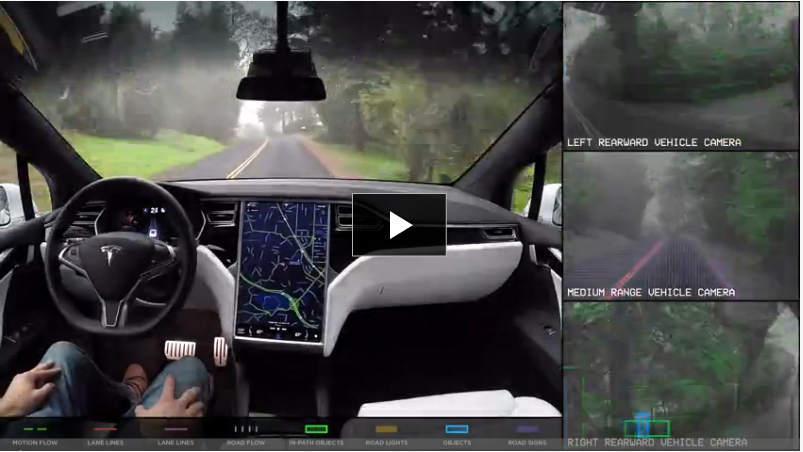 LEFT REARWARD VEHICLE CAMERA
MEDIUM RANGE VEHICLE CAMERA
RIGHT REARWARD VEHICLE CAMERA
MOTION FLOW
LANE LINES
LANE LINES
ROAD FLOW
IN-PATH OBJECTS
ROAD LIGHTS
OBJECTS
ROAD SIGNS